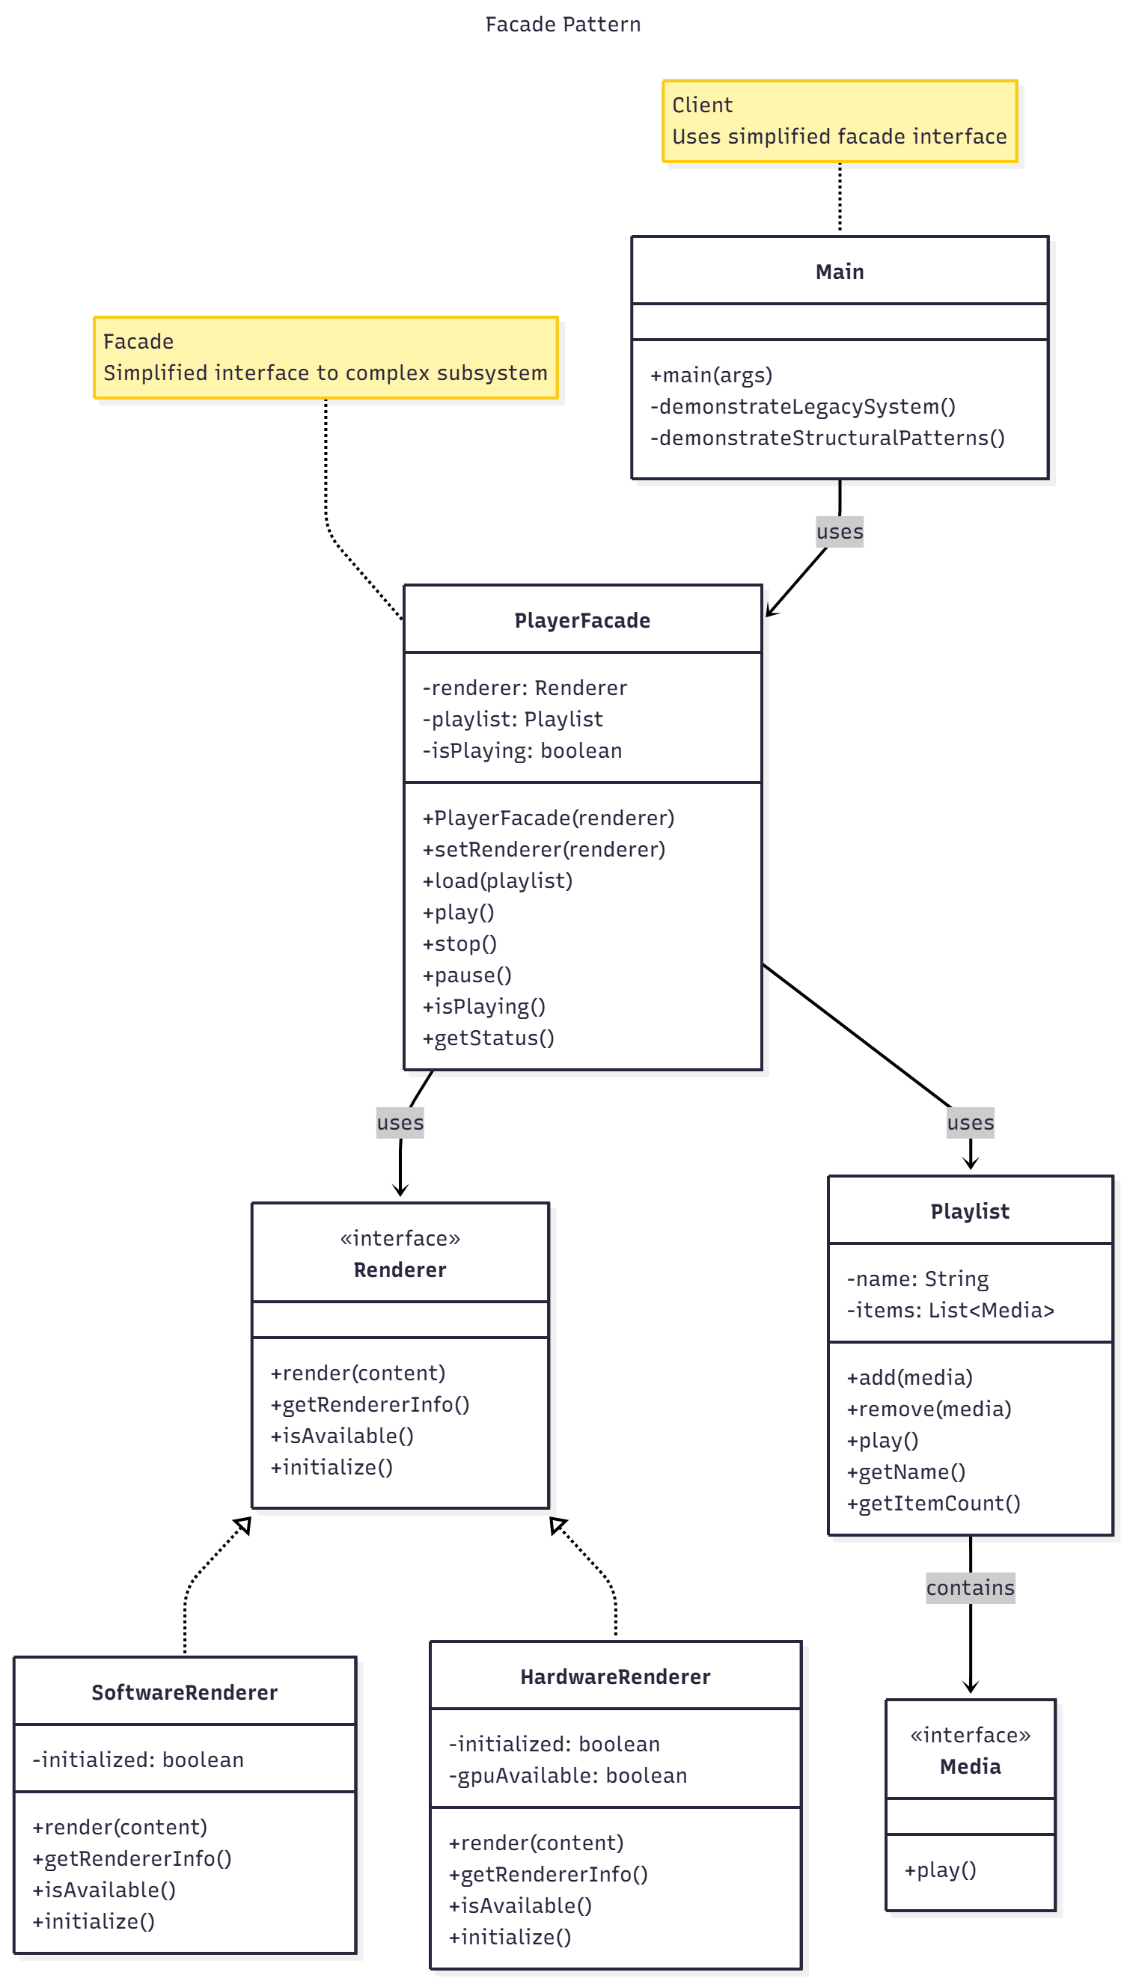 Facade Pattern
Client
Uses simplified facade interface
Main
+main(args)
-demonstrateLegacySystem()
-demonstrateStructuralPatterns()
Facade
Simplified interface to complex subsystem
uses
PlayerFacade
-renderer: Renderer
-playlist: Playlist
-isPlaying: boolean
+PlayerFacade(renderer)
+setRenderer(renderer)
+load(playlist)
+play()
+stop()
+pause()
+isPlaying()
+getStatus()
uses
uses
«interface»
Renderer
+render(content)
+getRendererInfo()
+isAvailable()
+initialize()
Playlist
-name: String
-items: List<Media>
+add(media)
+remove(media)
+play()
+getName()
+getItemCount()
contains
SoftwareRenderer
-initialized: boolean
+render(content)
+getRendererInfo()
+isAvailable()
+initialize()
HardwareRenderer
-initialized: boolean
-gpuAvailable: boolean
+render(content)
+getRendererInfo()
+isAvailable()
+initialize()
«interface»
Media
+play()